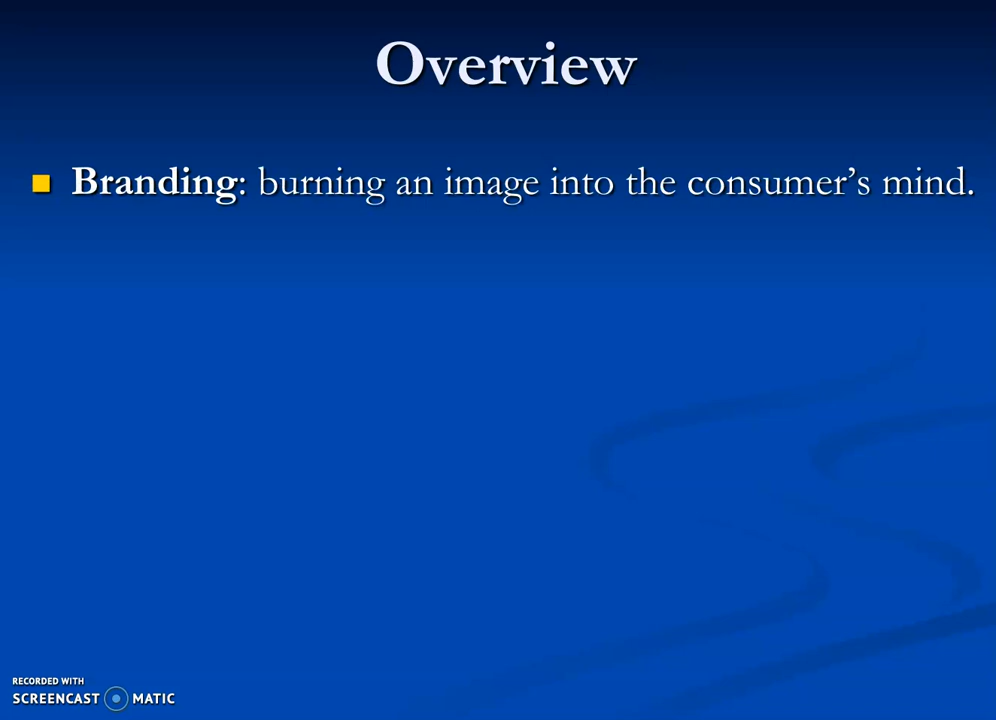 Overview
Branding: burning an image into the consumer’s mind.
RECORDED WITH
SCREENCAST MATIC